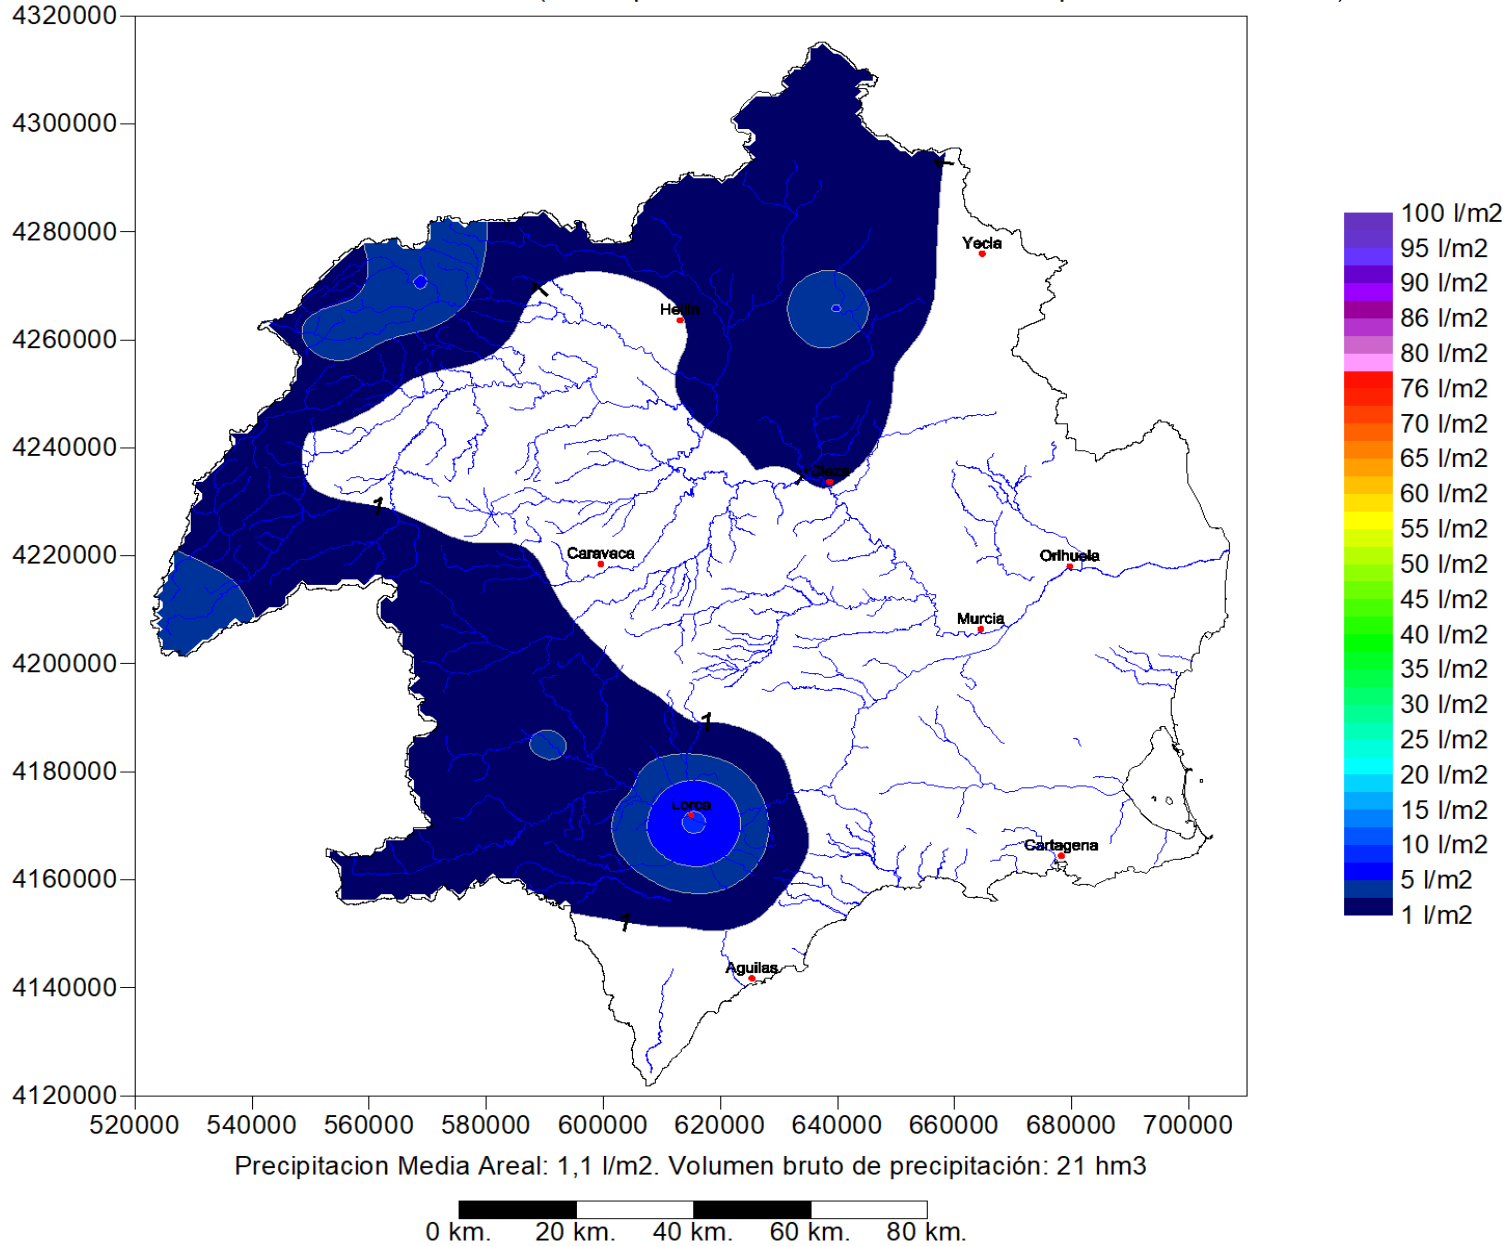 4320000
4300000
4280000
4260000
4240000
4220000
4200000
4180000
4160000
4140000
4120000
520000 540000 560000 580000 600000 620000 640000 660000 680000 700000
Yecla
Hellin
Cieza
Caravaca
Orihuela
Murcia
Lorca
Cartagena
Aguilas
1
1
1
100 l/m2
95 l/m2
90 l/m2
86 l/m2
80 l/m2
76 l/m2
70 l/m2
65 l/m2
60 l/m2
55 l/m2
50 l/m2
45 l/m2
40 l/m2
35 l/m2
30 l/m2
25 l/m2
20 l/m2
15 l/m2
10 l/m2
5 l/m2
1 l/m2
Precipitacion Media Areal: 1,1 l/m2. Volumen bruto de precipitación: 21 hm3
0 km. 20 km. 40 km. 60 km. 80 km.